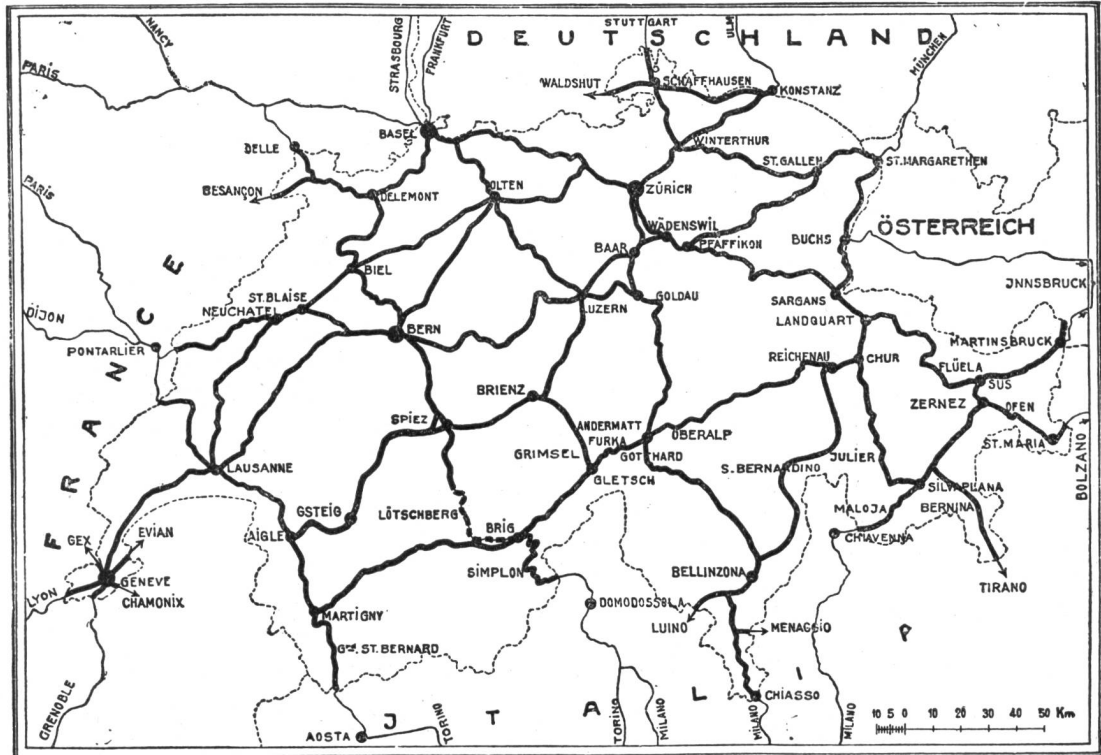 STUTTGART
ULM
NANCY
STRASBOURG
FRANKFURT
DEUTSCHLAND
MÜNCHEN
PARIS
WALDSHUT
SCHAFFHAUSEN
KONSTANZ
BASEL
DELLE
WINTERTHUR
ST.GALLEN
ST.MARGARETHEN
PARIS
BESANÇON
DELEMONT
OLTEN
ZÜRICH
WÄDENSWIL
PFÄFFIKON
BAAR
BUCHS
ÖSTERREICH
BIEL
JNNSBRUCK
DIJON
ST.BLAISE
NEUCHATEL
BERN
LUZERN
GOLDAU
SARGANS
LANDQUART
PONTARLIER
MARTINSBRUCK
REICHENAU
CHUR
FLÜELA
SUS
FRANCE
BRIENZ
ZERNEZ
OFEN
SPIEZ
ANDERMATT
FURKA
OBERALP
GOTTHARD
ST.MARIA
BOLZANO
LAUSANNE
GRIMSEL
GLETSCH
S.BERNARDINO
JULIER
SILVAPLANA
BERNINA
MALOJA
GSTEIG
LÖTSCHBERG
BRIG
AIGLE
CHIAVENNA
GEX
EVIAN
SIMPLON
BELLINZONA
TIRANO
GENEVE
LYON
CHAMONIX
DOMODOSSOLA
MARTIGNY
LUINO
MENAGGIO
Gnd. ST.BERNARD
CHIASSO
GRENOBLE
AOSTA
TORINO
TORINO
MILANO
MILANO
MILANO
JTALI
P
10 5 0 10 20 30 40 50 Km